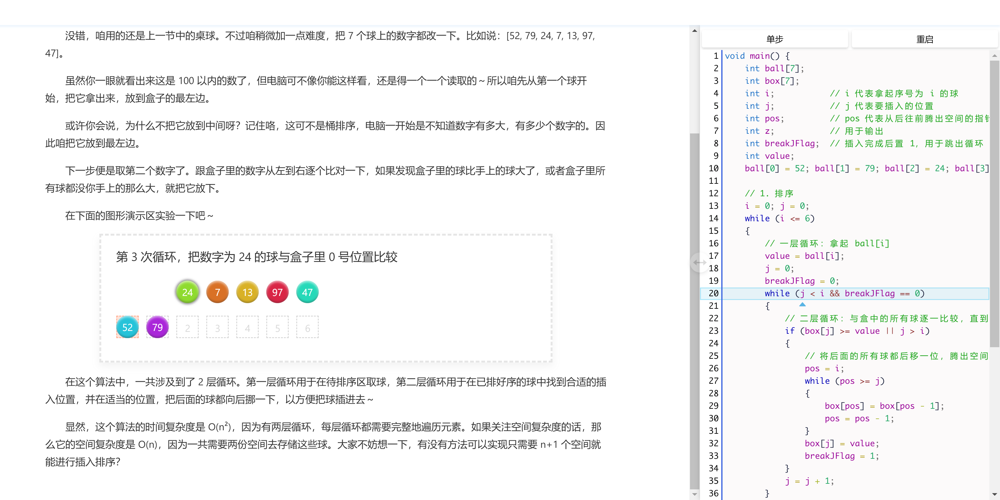 没错，咱用的还是上一节中的桌球。不过咱稍微加一点难度，把 7 个球上的数字都改一下。比如说：[52, 79, 24, 7, 13, 97,
47]。
虽然你一眼就看出来这是 100 以内的数了，但电脑可不像你能这样看，还是得一个一个读取的～所以咱先从第一个球开
始，把它拿出来，放到盒子的最左边。
或许你会说，为什么不把它放到中间呀？记住咯，这可不是桶排序，电脑一开始是不知道数字有多大，有多少个数字的。因
此咱把它放到最左边。
下一步便是取第二个数字了。跟盒子里的数字从左到右逐个比对一下，如果发现盒子里的球比手上的球大了，或者盒子里所
有球都没你手上的那么大，就把它放下。
在下面的图形演示区实验一下吧～
第 3 次循环，把数字为 24 的球与盒子里 0 号位置比较
24 7 13 97 47
52 79 2 3 4 5 6
在这个算法中，一共涉及到了 2 层循环。第一层循环用于在待排序区取球，第二层循环用于在已排好序的球中找到合适的插
入位置，并在适当的位置，把后面的球都向后挪一下，以方便把球插进去～
显然，这个算法的时间复杂度是 O(n²)，因为有两层循环，每层循环都需要完整地遍历元素。如果关注空间复杂度的话，那
么它的空间复杂度是 O(n)，因为一共需要两份空间去存储这些球。大家不妨想一下，有没有方法可以实现只需要 n+1 个空间就
能进行插入排序？
单步 重启
1 void main() {
2 int ball[7];
3 int box[7];
4 int i; // i 代表拿起序号为 i 的球
5 int j; // j 代表要插入的位置
6 int pos; // pos 代表从后往前腾出空间的指针
7 int z; // 用于输出
8 int breakJFlag; // 插入完成后置 1, 用于跳出循环
9 int value;
10 ball[0] = 52; ball[1] = 79; ball[2] = 24; ball[3]
11
12 // 1. 排序
13 i = 0; j = 0;
14 while (i <= 6)
15 {
16 // 一层循环：拿起 ball[i]
17 value = ball[i];
18 j = 0;
19 breakJFlag = 0;
20 while (j < i && breakJFlag == 0)
21 {
22 // 二层循环：与盒中的所有球逐一比较，直到
23 if (box[j] >= value || j > i)
24 {
25 // 将后面的所有球都后移一位，腾出空间
26 pos = i;
27 while (pos >= j)
28 {
29 box[pos] = box[pos - 1];
30 pos = pos - 1;
31 }
32 box[j] = value;
33 breakJFlag = 1;
34 }
35 j = j + 1;
36 }